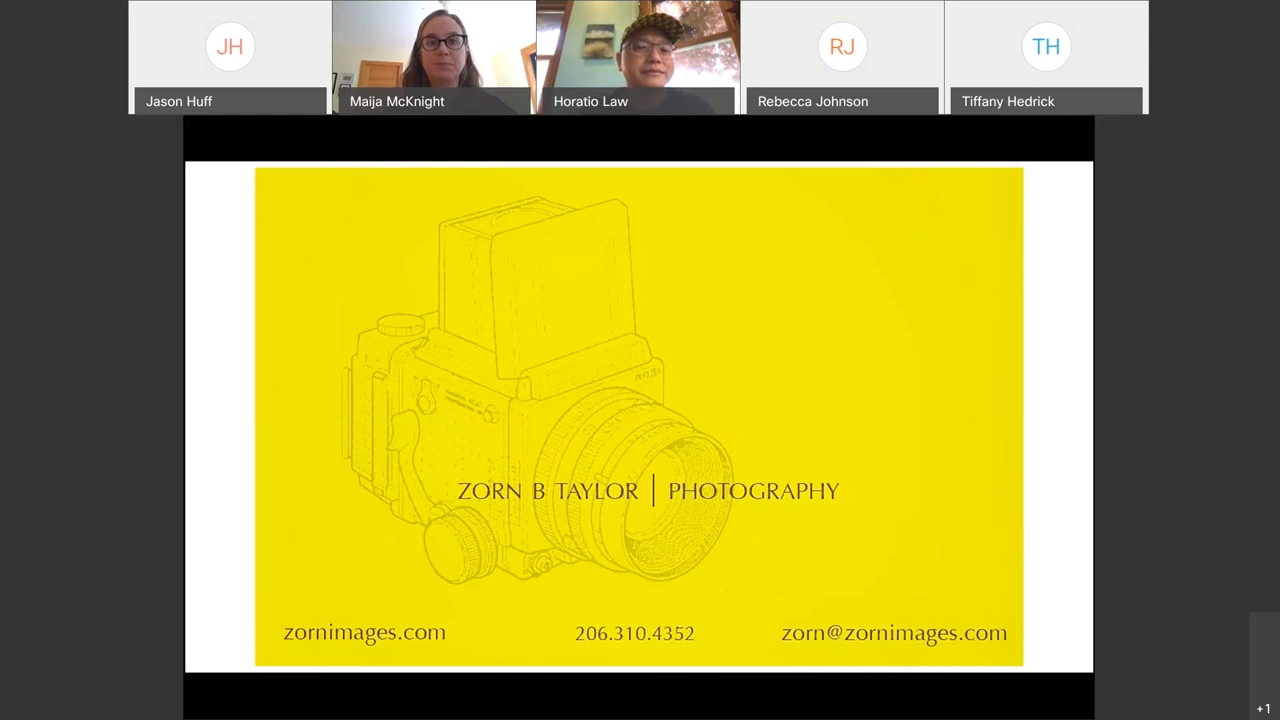 JH
RJ
TH
Jason Huff
Maija McKnight
Horatio Law
Rebecca Johnson
Tiffany Hedrick
ZORN B TAYLOR | PHOTOGRAPHY
zornimages.com
206.310.4352
zorn@zornimages.com
+1